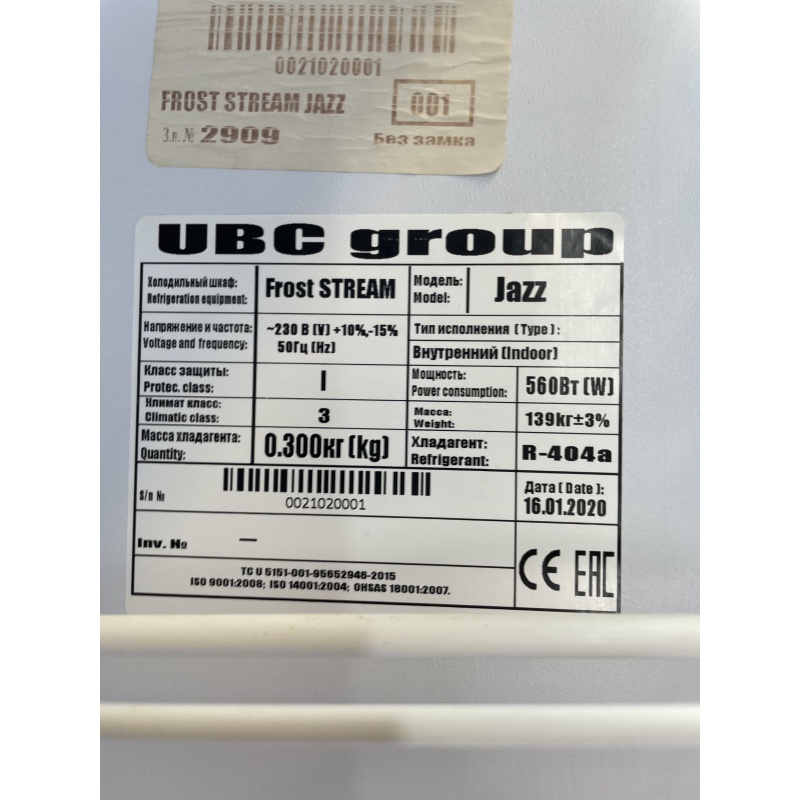 0021020001
FROST STREAM JAZZ
001
З.п. № 2909
Без замка
UBC group
Холодильный шкаф:
Refrigeration equipment:
Frost STREAM
Модель:
Model:
Jazz
Напряжение и частота:
Voltage and frequency:
~230 В (V) +10%,-15%
50Гц (Hz)
Тип исполнения (Type):
Внутренний (Indoor)
Класс защиты:
Protec. class:
I
Мощность:
Power consumption:
560Вт (W)
Климат класс:
Climatic class:
3
Масса:
Weight:
139кг±3%
Масса хладагента:
Quantity:
0.300кг (kg)
Хладагент:
Refrigerant:
R-404a
S/n №
0021020001
Дата ( Date ):
16.01.2020
Inv. №
—
TC U 5151-001-95652946-2015
ISO 9001:2008; ISO 14001:2004; OHSAS 18001:2007.
CE EAC